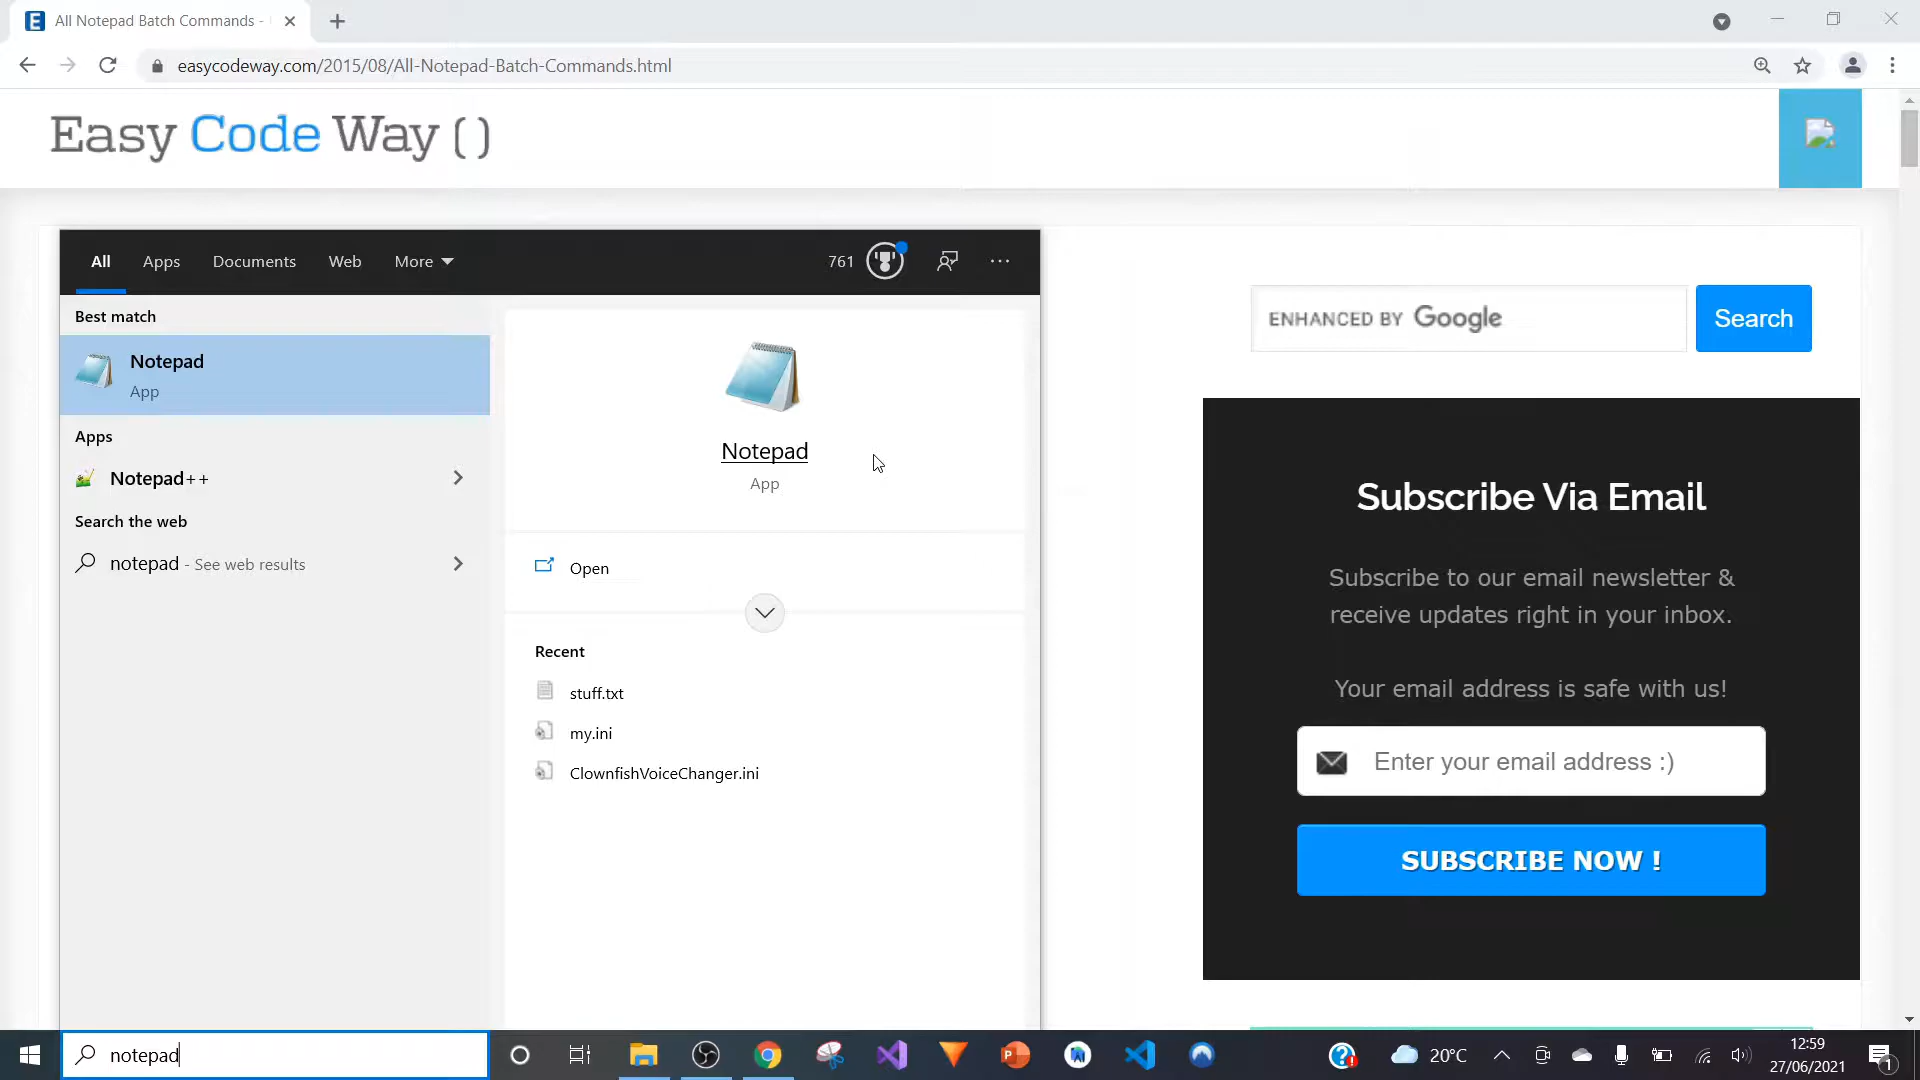 All Notepad Batch Commands -
easycodeway.com/2015/08/All-Notepad-Batch-Commands.html
Easy Code Way ( )
All
Apps
Documents
Web
More
761
Best match
Notepad
App
Apps
Notepad++
Search the web
notepad - See web results
Notepad
App
Open
Recent
stuff.txt
my.ini
ClownfishVoiceChanger.ini
ENHANCED BY Google
Search
Subscribe Via Email
Subscribe to our email newsletter &
receive updates right in your inbox.
Your email address is safe with us!
Enter your email address :)
SUBSCRIBE NOW !
notepad
20°C
12:59
27/06/2021
1